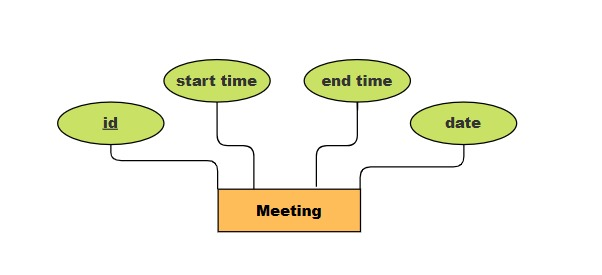 start time
end time
id
date
Meeting